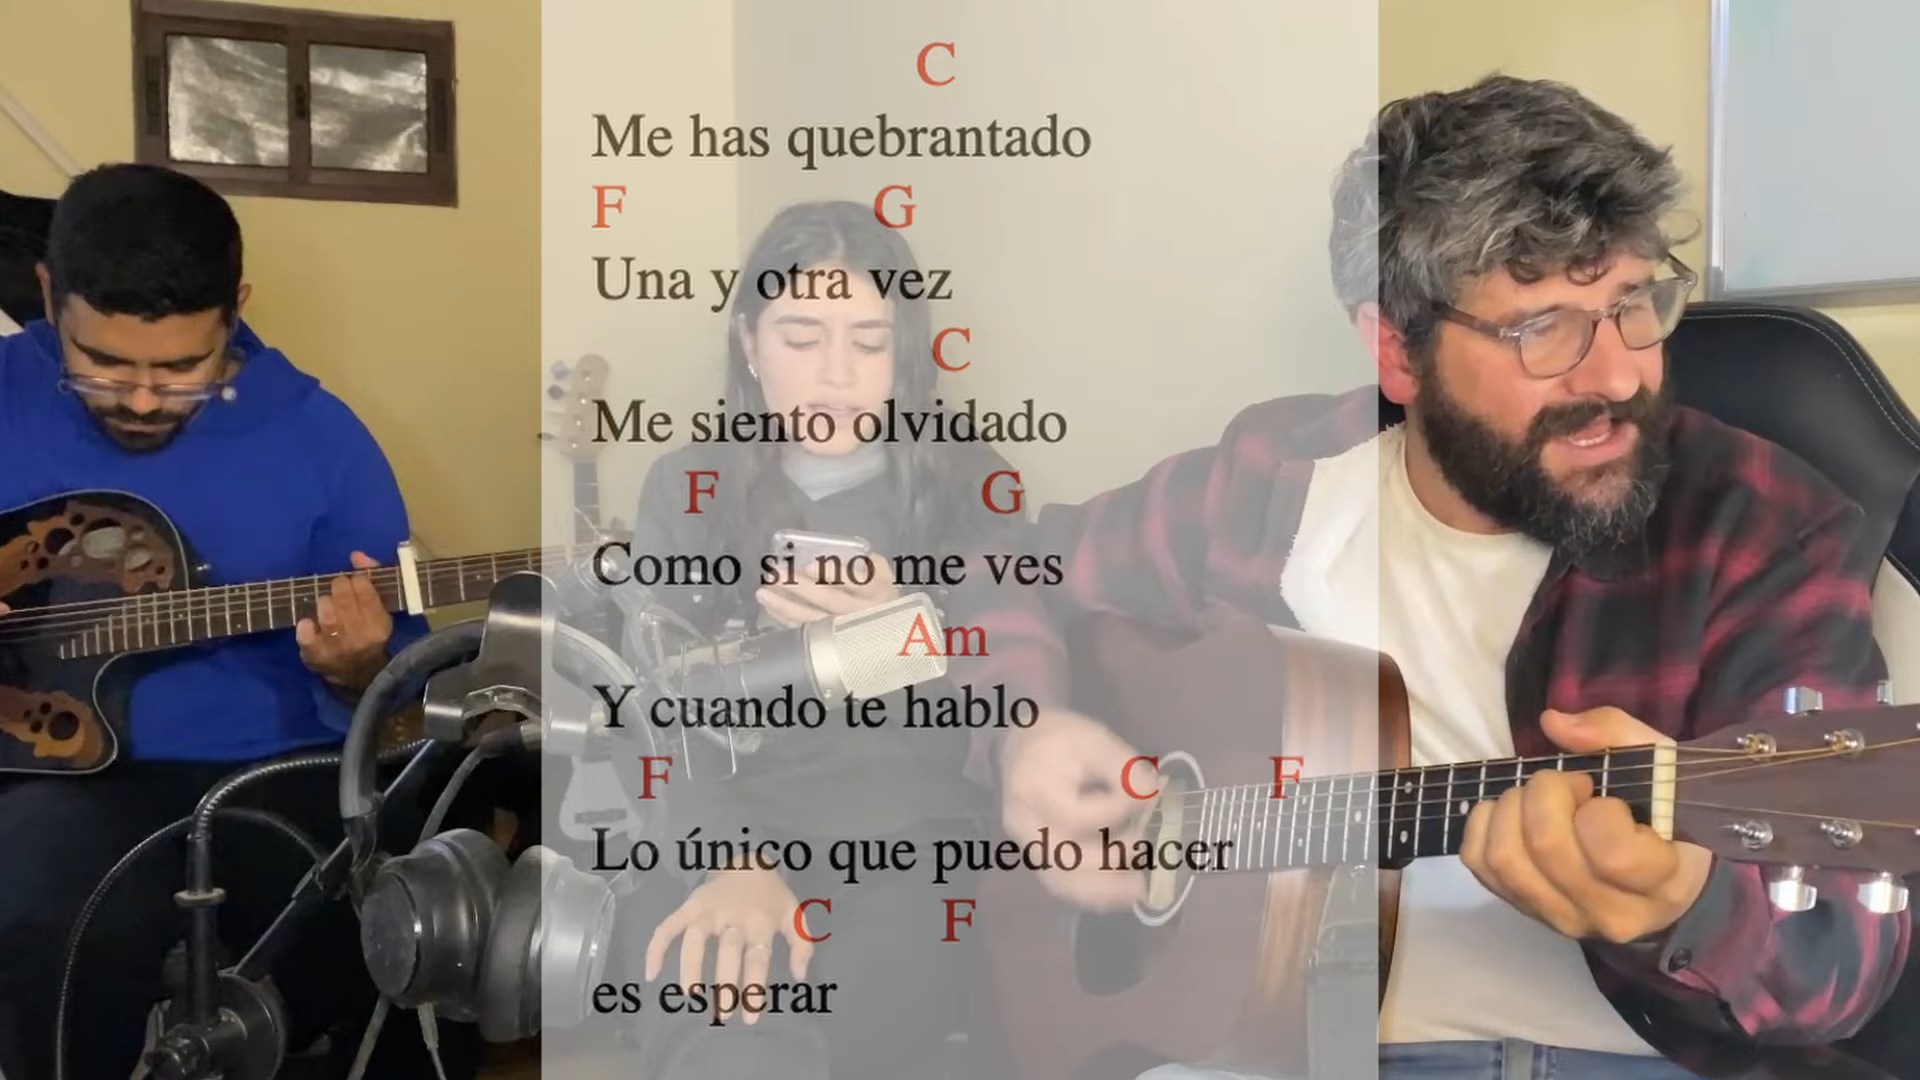 C
Me has quebrantado
F G
Una y otra vez
C
Me siento olvidado
F G
Como si no me ves
Am
Y cuando te hablo
F C F
Lo único que puedo hacer
C F
es esperar